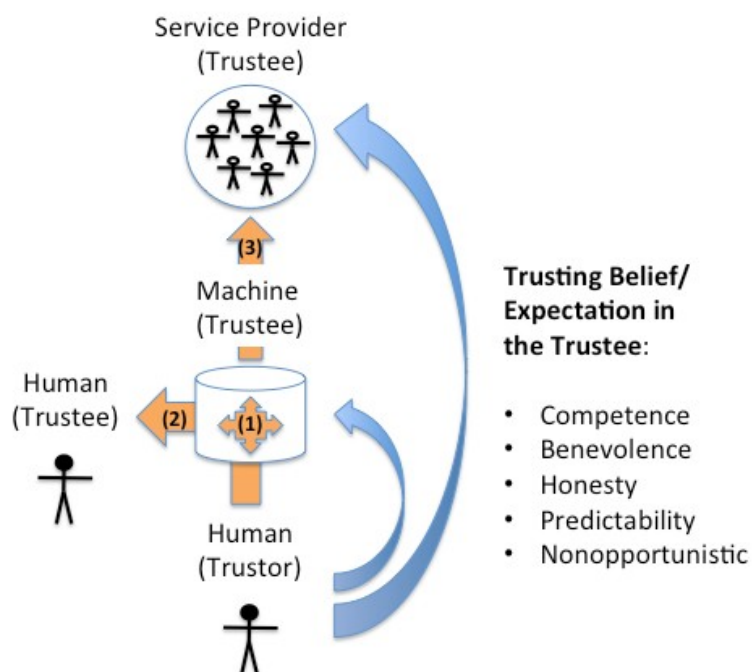 Service Provider
(Trustee)
(3)
Machine
(Trustee)
Human
(Trustee)
(2)
(1)
Human
(Trustor)
Trusting Belief/
Expectation in
the Trustee:
• Competence
• Benevolence
• Honesty
• Predictability
• Nonopportunistic